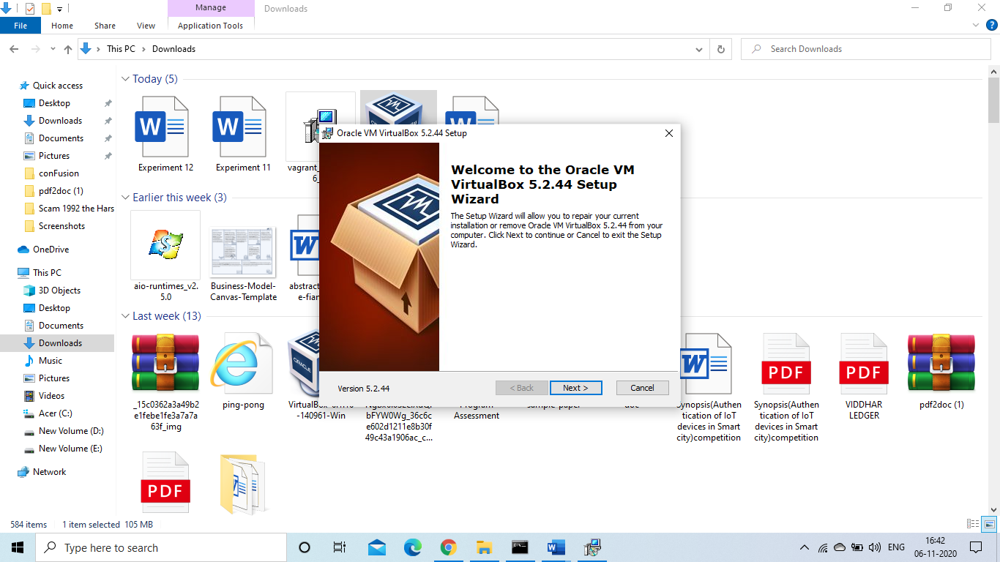 Manage
Downloads
File
Home
Share
View
Application Tools
This PC
Downloads
Search Downloads
Quick access
Desktop
Downloads
Documents
Pictures
conFusion
pdf2doc (1)
Scam 1992 the Hars
Screenshots
OneDrive
This PC
3D Objects
Desktop
Documents
Downloads
Music
Pictures
Videos
Acer (C:)
New Volume (D:)
New Volume (E:)
Network
Today (5)
Experiment 12
Experiment 11
vagrant_
6_
Earlier this week (3)
aio-runtimes_v2.
5.0
Business-Model-
Canvas-Template
abstract
e-fian
Last week (13)
Oracle VM VirtualBox 5.2.44 Setup
Welcome to the Oracle VM
VirtualBox 5.2.44 Setup
Wizard
The Setup Wizard will allow you to repair your current
installation or remove Oracle VM VirtualBox 5.2.44 from your
computer. Click Next to continue or Cancel to exit the Setup
Wizard.
Version 5.2.44
< Back
Next >
Cancel
_15c0362a3a49b2
e1febe1fe3a7a7a
63f_img
ping-pong
-140961-Win
bFYW0Wg_36c6c
e602d1211e8b30f
49c43a1906ac_c...
Assessment
Synopsis(Authen
tication of IoT
devices in Smart
city)competition
PDF
Synopsis(Authen
tication of IoT
devices in Smart
city)competition
PDF
VIDDHAR
LEDGER
pdf2doc (1)
PDF
584 items
1 item selected
105 MB
Type here to search
ENG
16:42
06-11-2020